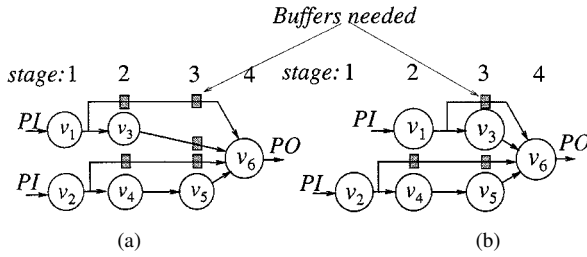 Buffers needed
stage:1 2 3 4 stage: 1 2 3 4
PI v1 v3 PO PI v1 v3 PO
v6 v6
PI v2 v4 v5 PI v2 v4 v5
(a) (b)